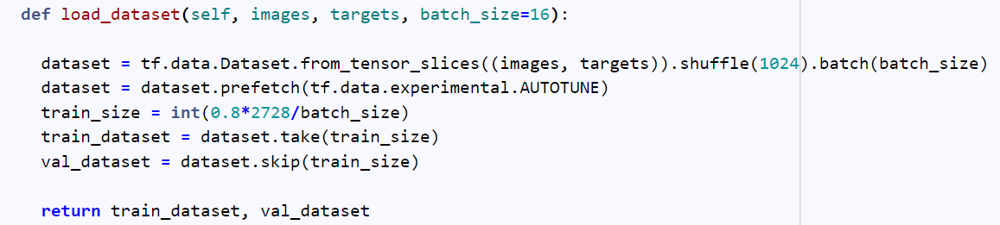 def load_dataset(self, images, targets, batch_size=16):
dataset = tf.data.Dataset.from_tensor_slices((images, targets)).shuffle(1024).batch(batch_size)
dataset = dataset.prefetch(tf.data.experimental.AUTOTUNE)
train_size = int(0.8*2728/batch_size)
train_dataset = dataset.take(train_size)
val_dataset = dataset.skip(train_size)
return train_dataset, val_dataset